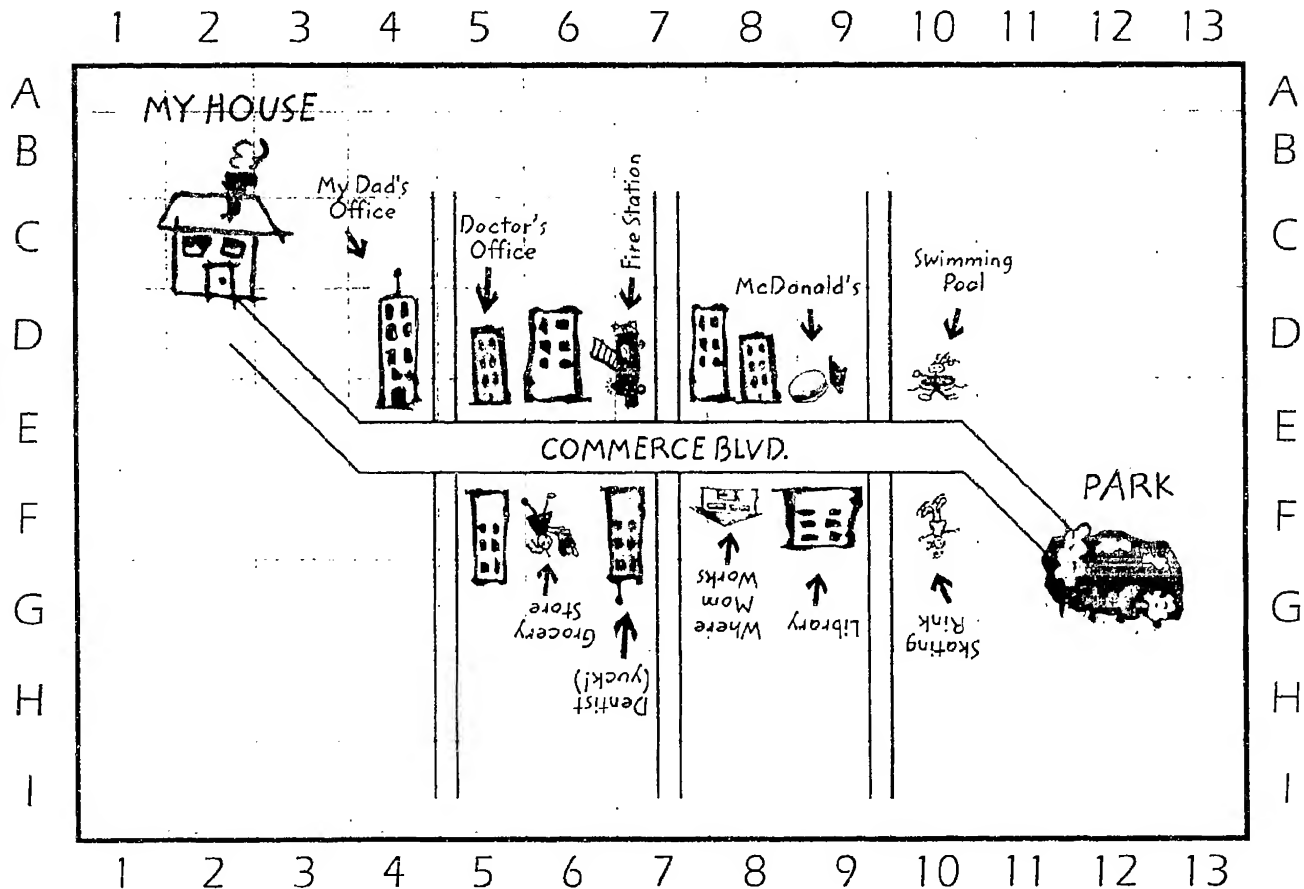 1 2 3 4 5 6 7 8 9 10 11 12 13
A A
MY HOUSE
B B
My Dad's
Office
Doctor's
Office
Fire Station
C C
Swimming
Pool
McDonald's
D D
E E
COMMERCE BLVD.
PARK
F F
Grocery
Store
Dentist
(yuck!)
Where
Mom
Works
Library
Skating
Rink
G G
H H
I I
1 2 3 4 5 6 7 8 9 10 11 12 13